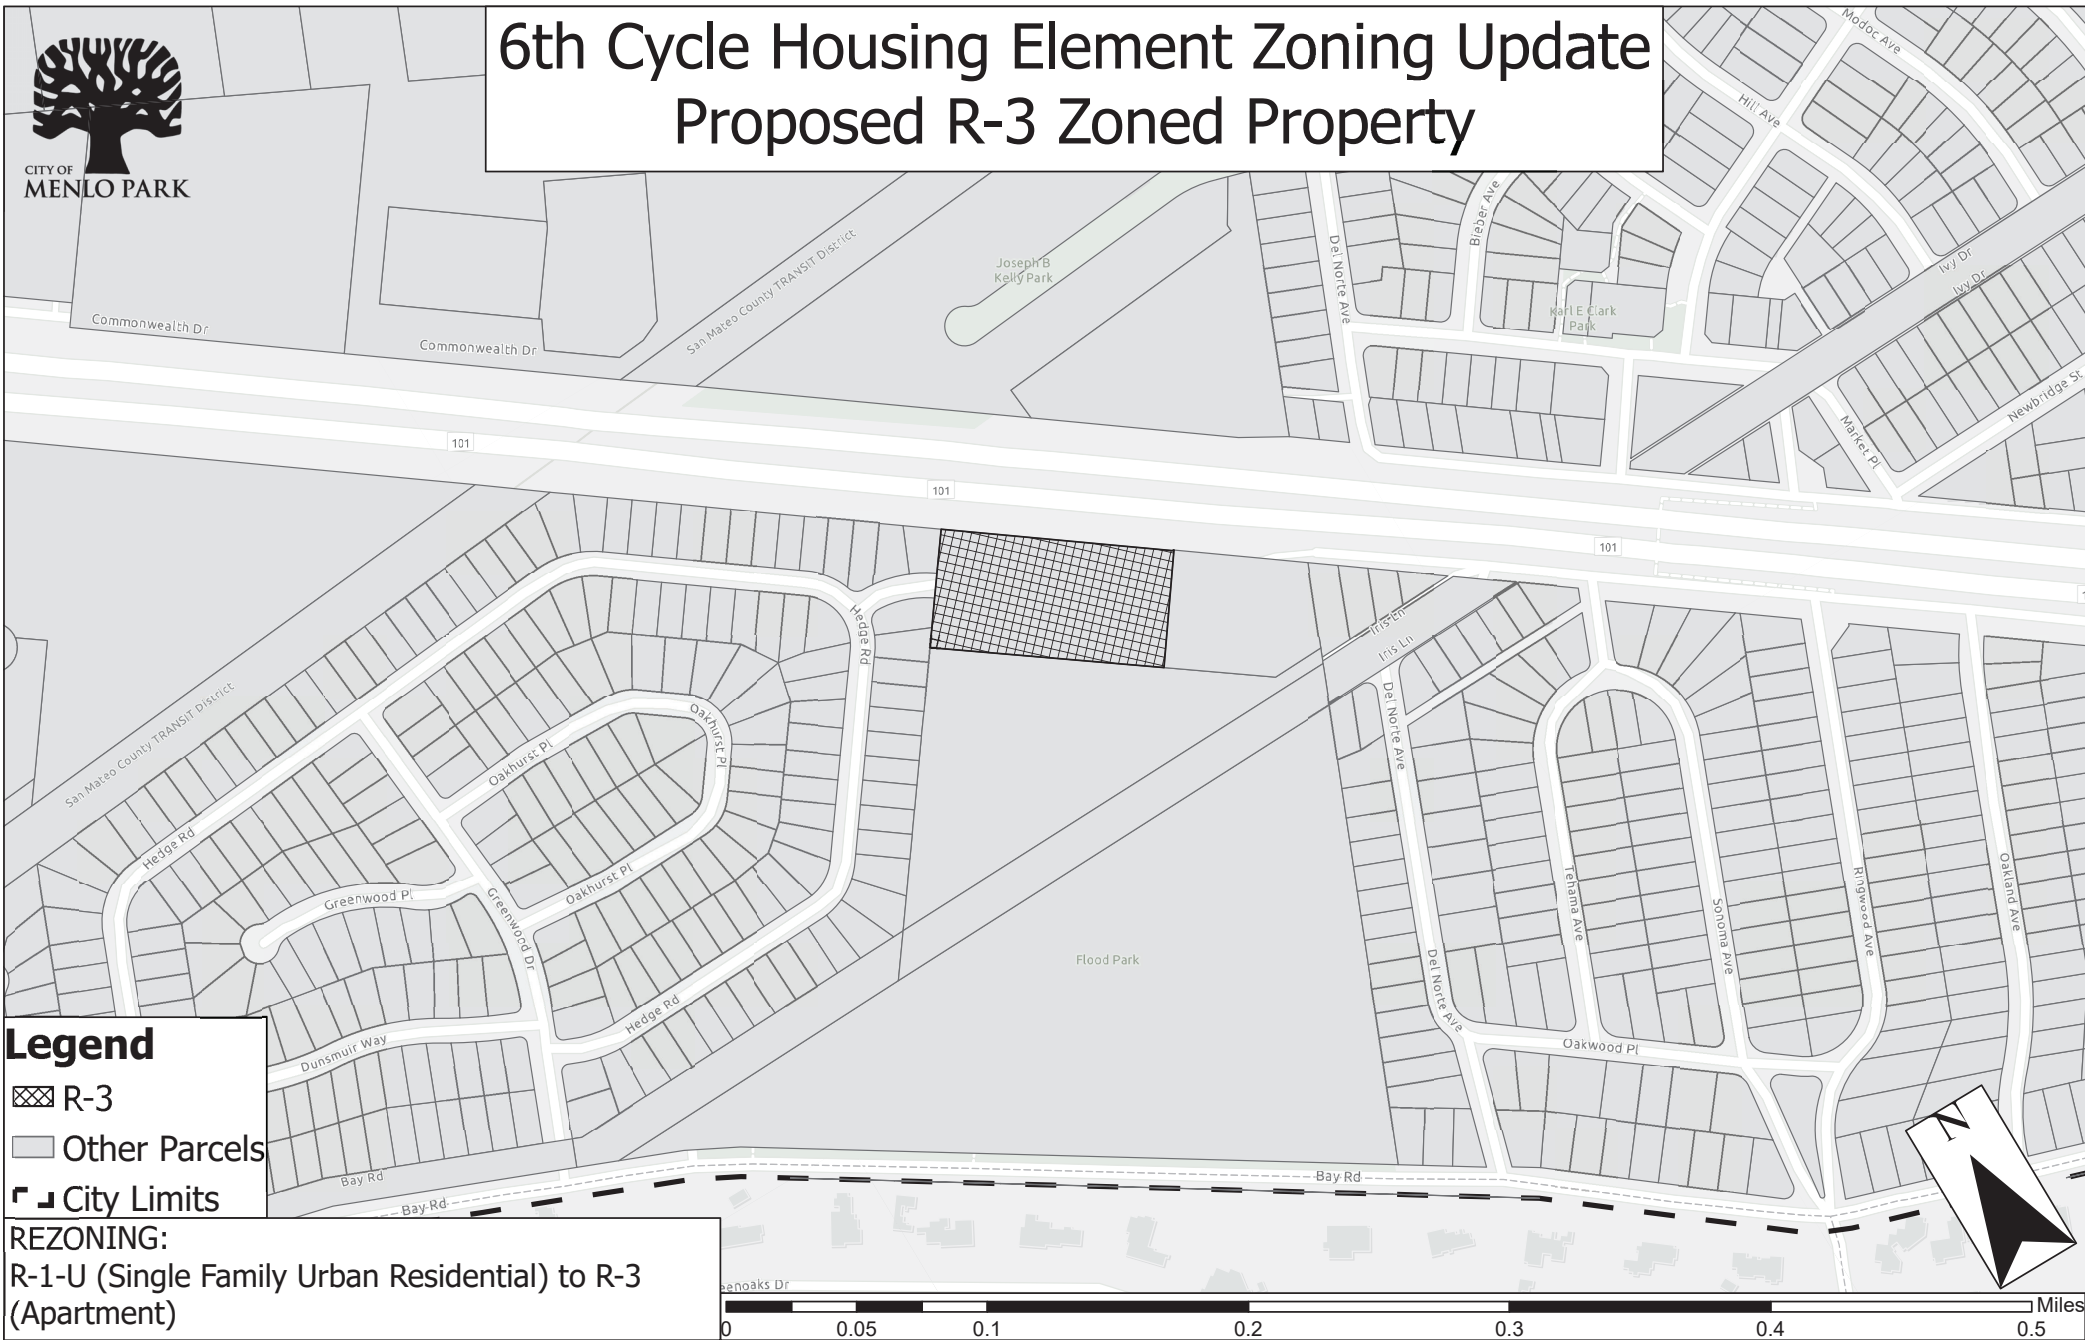 6th Cycle Housing Element Zoning Update
Proposed R-3 Zoned Property
CITY OF
MENLO PARK
Modoc Ave
Hill Ave
Bieber Ave
Del Norte Ave
San Mateo County TRANSIT District
Joseph B
Kelly Park
Karl E Clark
Park
Ivy Dr
Ivy Dr
Newbridge St
Market Pl
Commonwealth Dr
Commonwealth Dr
101
101
101
Hedge Rd
Iris Ln
Iris Ln
Del Norte Ave
Oakhurst Pl
Oakhurst Pl
San Mateo County TRANSIT District
Hedge Rd
Greenwood Pl
Oakhurst Pl
Greenwood Dr
Tehama Ave
Sonoma Ave
Ringwood Ave
Oakland Ave
Flood Park
Del Norte Ave
Hedge Rd
Dunsmuir Way
Oakwood Pl
N
Legend
R-3
Other Parcels
City Limits
Bay Rd
Bay Rd
Bay Rd
REZONING:
R-1-U (Single Family Urban Residential) to R-3
(Apartment)
eenoaks Dr
0 0.05 0.1 0.2 0.3 0.4 0.5
Miles